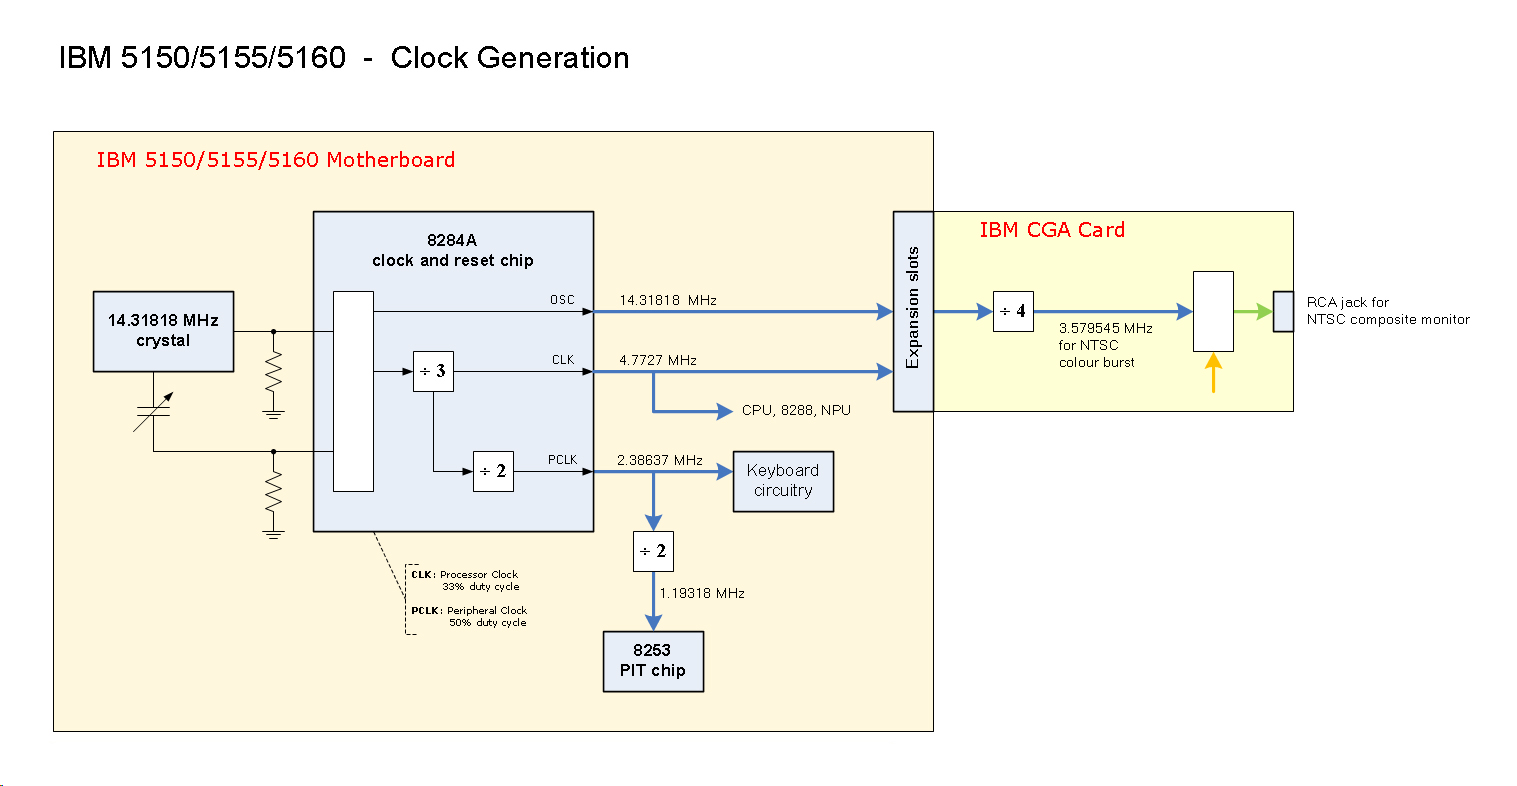 IBM 5150/5155/5160 - Clock Generation
IBM 5150/5155/5160 Motherboard
8284A
clock and reset chip
14.31818 MHz
crystal
OSC
÷ 3
CLK
÷ 2
PCLK
14.31818 MHz
4.7727 MHz
CPU, 8288, NPU
2.38637 MHz
Keyboard
circuitry
÷ 2
1.19318 MHz
8253
PIT chip
CLK: Processor Clock
33% duty cycle
PCLK: Peripheral Clock
50% duty cycle
Expansion slots
IBM CGA Card
÷ 4
3.579545 MHz
for NTSC
colour burst
RCA jack for
NTSC composite monitor